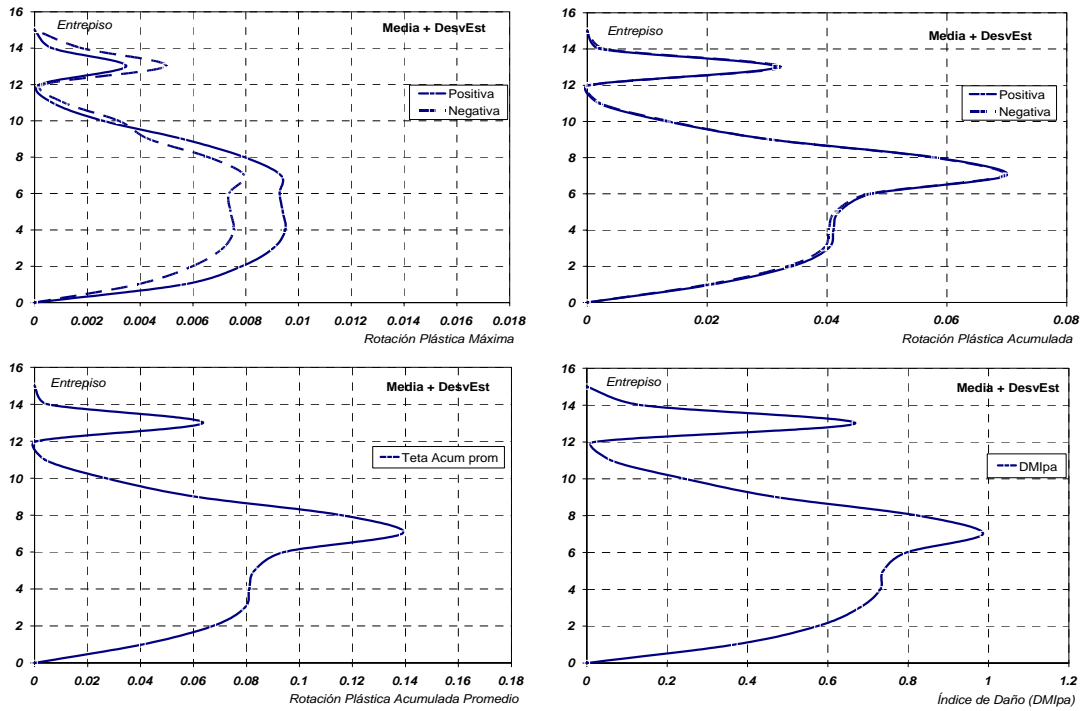 16
Entrepiso
Media + DesvEst
14
12
Positiva
Negativa
10
8
6
4
2
0
0 0.002 0.004 0.006 0.008 0.01 0.012 0.014 0.016 0.018
Rotación Plástica Máxima
16
Entrepiso
Media + DesvEst
14
12
Positiva
Negativa
10
8
6
4
2
0
0 0.02 0.04 0.06 0.08
Rotación Plástica Acumulada
16
Entrepiso
Media + DesvEst
14
12
Teta Acum prom
10
8
6
4
2
0
0 0.02 0.04 0.06 0.08 0.1 0.12 0.14 0.16 0.18
Rotación Plástica Acumulada Promedio
16
Entrepiso
Media + DesvEst
14
12
DMIpa
10
8
6
4
2
0
0 0.2 0.4 0.6 0.8 1 1.2
Índice de Daño (DMIpa)